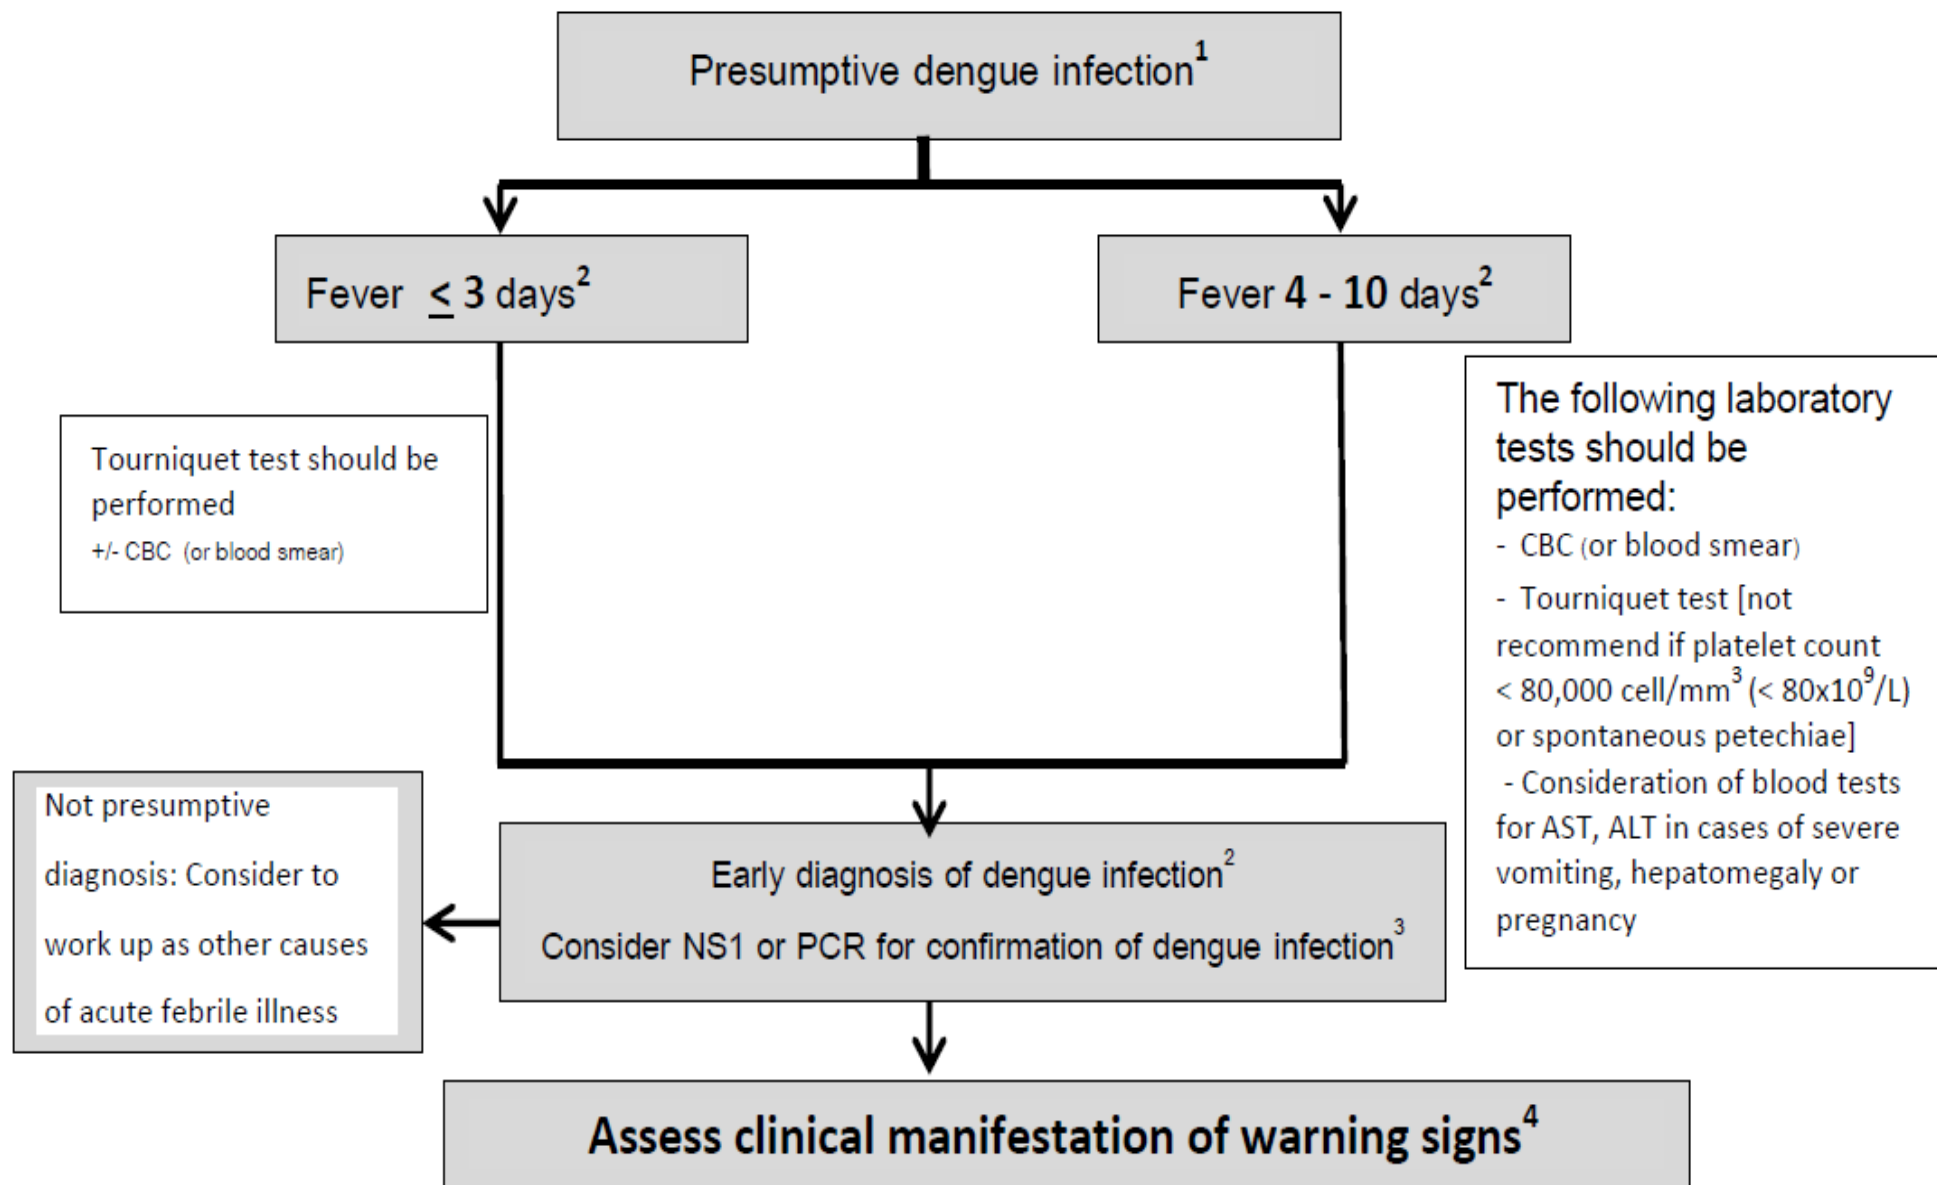 Presumptive dengue infection¹
Fever ≤ 3 days²
Fever 4 - 10 days²
Tourniquet test should be
performed
+/- CBC (or blood smear)
The following laboratory
tests should be
performed:
- CBC (or blood smear)
- Tourniquet test [not
recommend if platelet count
< 80,000 cell/mm³ (< 80x10⁹/L)
or spontaneous petechiae]
- Consideration of blood tests
for AST, ALT in cases of severe
vomiting, hepatomegaly or
pregnancy
Not presumptive
diagnosis: Consider to
work up as other causes
of acute febrile illness
Early diagnosis of dengue infection²
Consider NS1 or PCR for confirmation of dengue infection³
Assess clinical manifestation of warning signs⁴